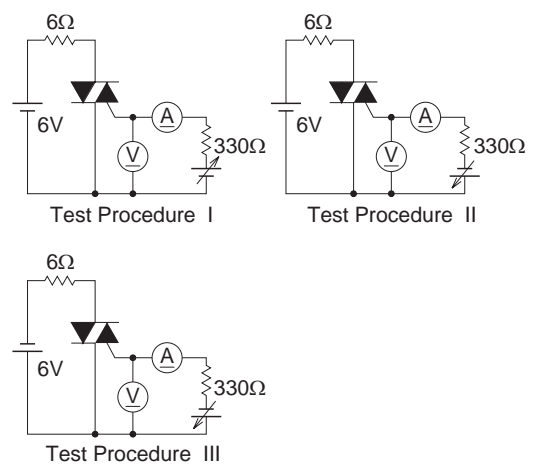 6Ω
6V
A
V
330Ω
Test Procedure I
6Ω
6V
A
V
330Ω
Test Procedure II
6Ω
6V
A
V
330Ω
Test Procedure III